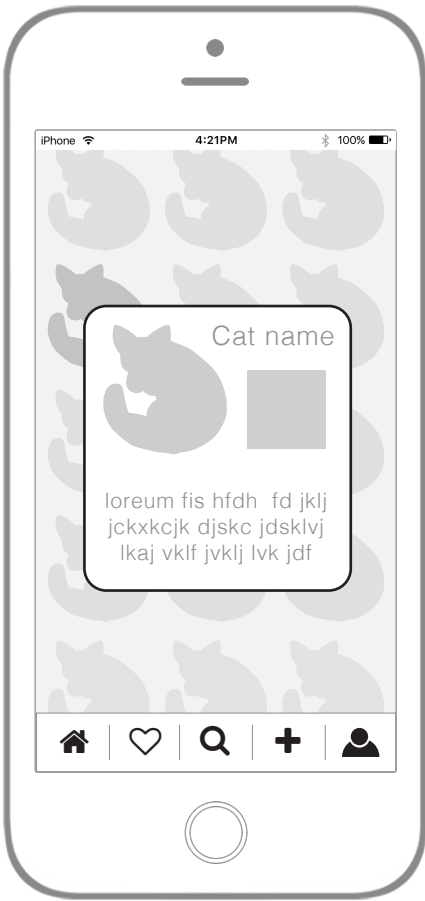 iPhone 4:21PM 100%
Cat name
loreum fis hfdh fd jklj
jckxkcjk djskc jdsklvj
lkaj vklf jvklj lvk jdf